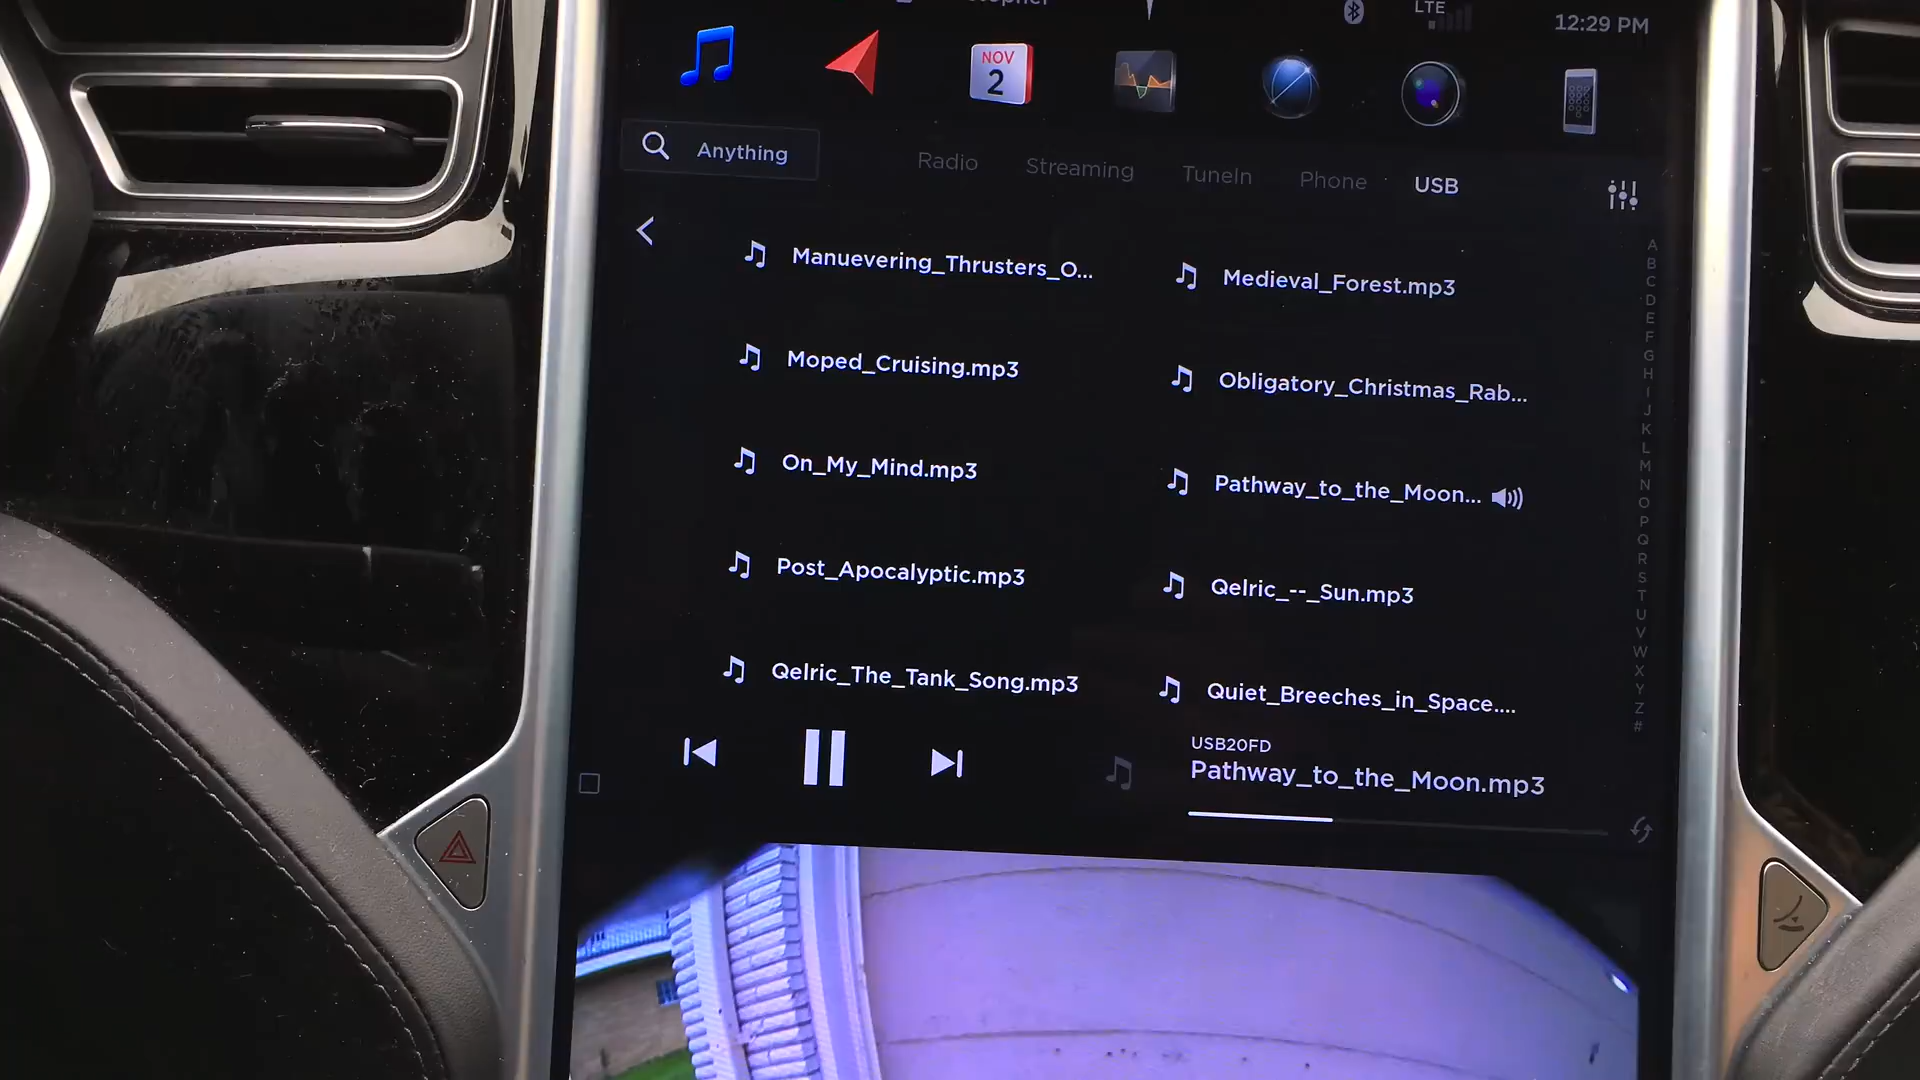 LTE
12:29 PM
NOV
2
Anything
Radio
Streaming
TuneIn
Phone
USB
Manuevering_Thrusters_O...
Medieval_Forest.mp3
Moped_Cruising.mp3
Obligatory_Christmas_Rab...
On_My_Mind.mp3
Pathway_to_the_Moon...
Post_Apocalyptic.mp3
Qelric_--_Sun.mp3
Qelric_The_Tank_Song.mp3
Quiet_Breeches_in_Space....
USB20FD
Pathway_to_the_Moon.mp3
A
B
C
D
E
F
G
H
I
J
K
L
M
N
O
P
Q
R
S
T
U
V
W
X
Y
Z
#